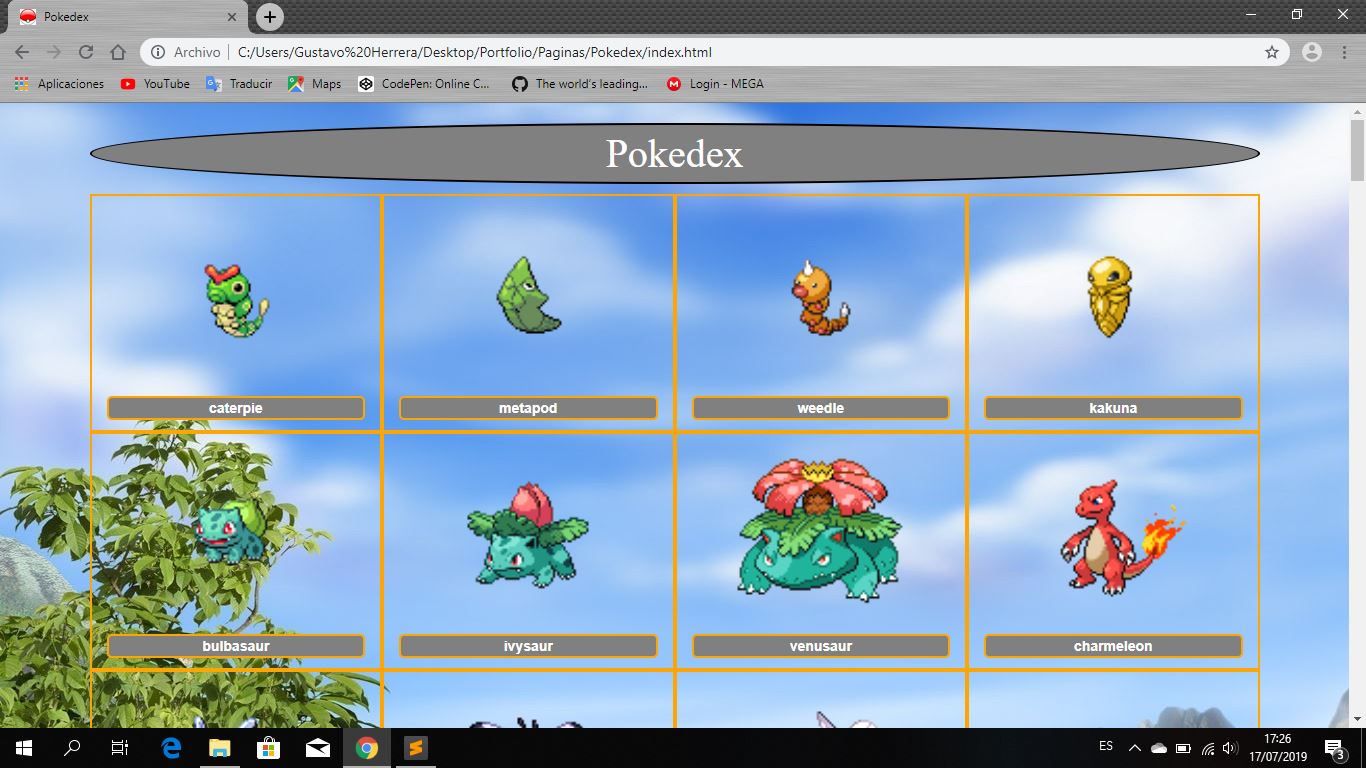 Pokedex
Archivo C:/Users/Gustavo%20Herrera/Desktop/Portfolio/Paginas/Pokedex/index.html
Aplicaciones YouTube Traducir Maps CodePen: Online C... The world's leading... Login - MEGA
Pokedex
caterpie metapod weedle kakuna
bulbasaur ivysaur venusaur charmeleon
ES 17:26
17/07/2019 3